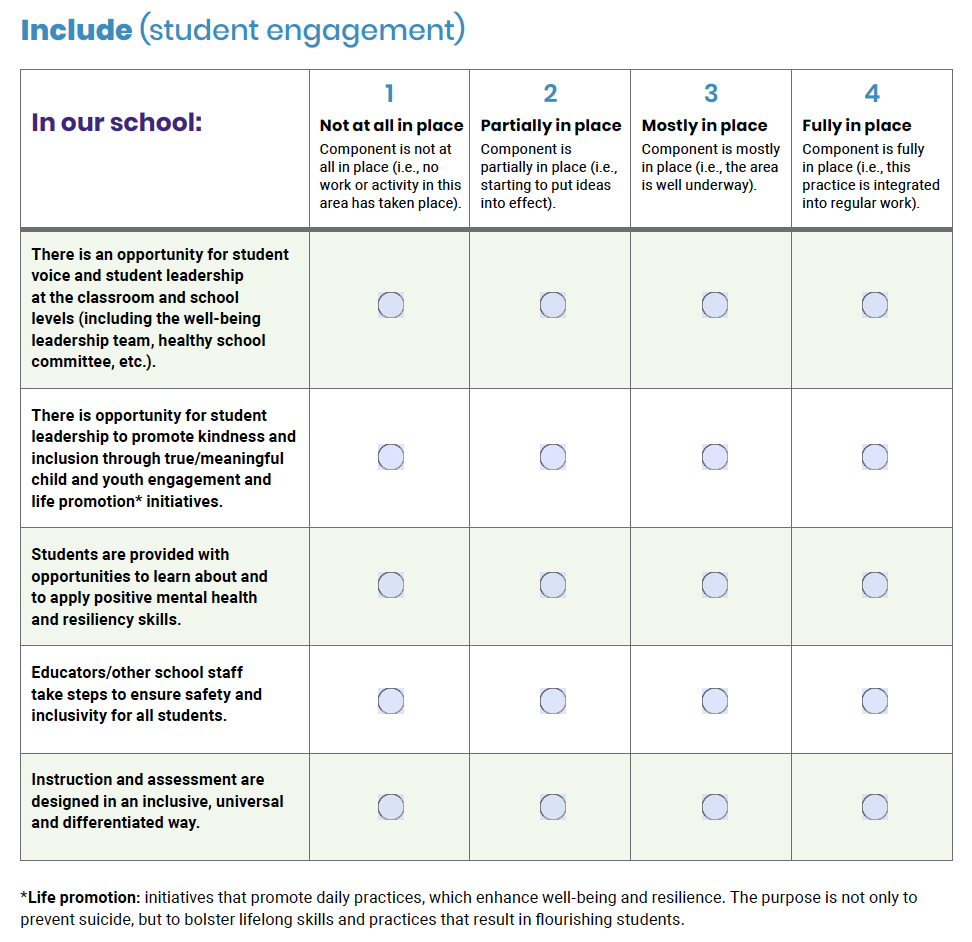 Include (student engagement)
In our school:
1
Not at all in place
Component is not at
all in place (i.e., no
work or activity in this
area has taken place).
2
Partially in place
Component is
partially in place (i.e.,
starting to put ideas
into effect).
3
Mostly in place
Component is mostly
in place (i.e., the area
is well underway).
4
Fully in place
Component is fully
in place (i.e., this
practice is integrated
into regular work).
There is an opportunity for student
voice and student leadership
at the classroom and school
levels (including the well-being
leadership team, healthy school
committee, etc.).
There is opportunity for student
leadership to promote kindness and
inclusion through true/meaningful
child and youth engagement and
life promotion* initiatives.
Students are provided with
opportunities to learn about and
to apply positive mental health
and resiliency skills.
Educators/other school staff
take steps to ensure safety and
inclusivity for all students.
Instruction and assessment are
designed in an inclusive, universal
and differentiated way.
*Life promotion: initiatives that promote daily practices, which enhance well-being and resilience. The purpose is not only to
prevent suicide, but to bolster lifelong skills and practices that result in flourishing students.